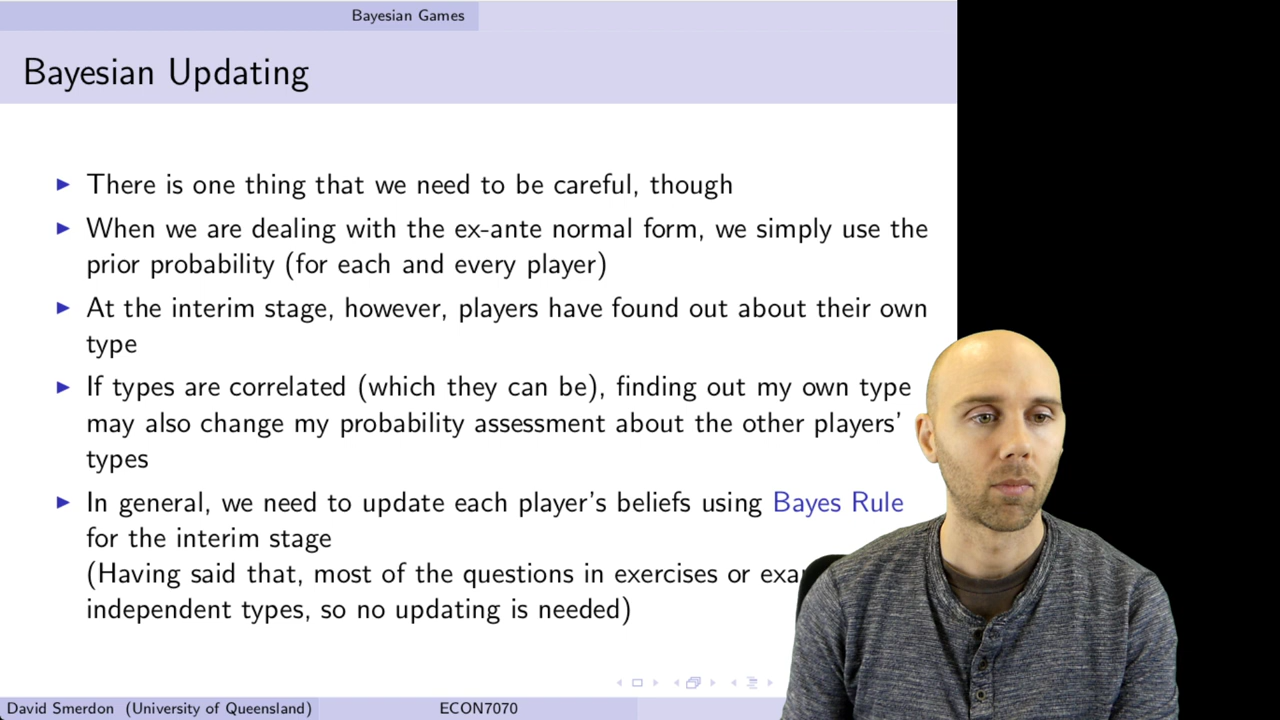 Bayesian Games
Bayesian Updating
There is one thing that we need to be careful, though
When we are dealing with the ex-ante normal form, we simply use the
prior probability (for each and every player)
At the interim stage, however, players have found out about their own
type
If types are correlated (which they can be), finding out my own type
may also change my probability assessment about the other players'
types
In general, we need to update each player's beliefs using Bayes Rule
for the interim stage
(Having said that, most of the questions in exercises or
independent types, so no updating is needed)
David Smerdon (University of Queensland) ECON7070